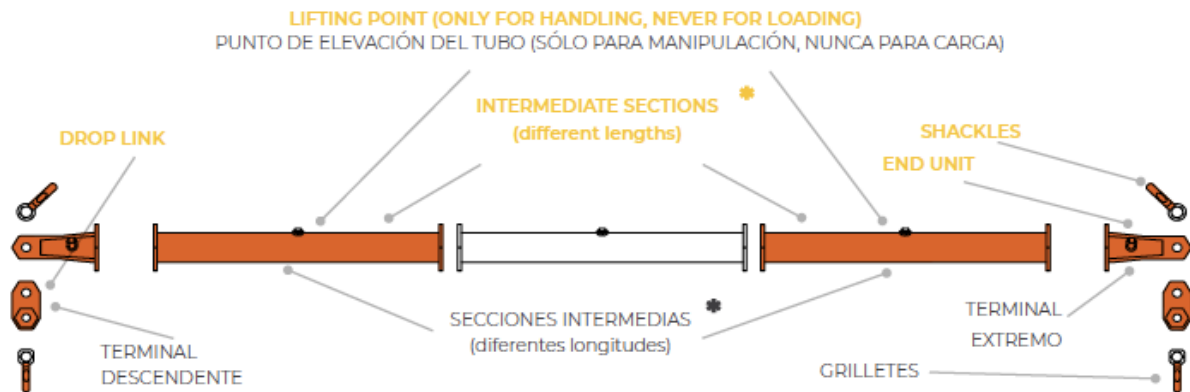 LIFTING POINT (ONLY FOR HANDLING, NEVER FOR LOADING)
PUNTO DE ELEVACIÓN DEL TUBO (SÓLO PARA MANIPULACIÓN, NUNCA PARA CARGA)
INTERMEDIATE SECTIONS *
(different lengths)
DROP LINK
SHACKLES
END UNIT
SECCIONES INTERMEDIAS *
(diferentes longitudes)
TERMINAL
DESCENDENTE
TERMINAL
EXTREMO
GRILLETES